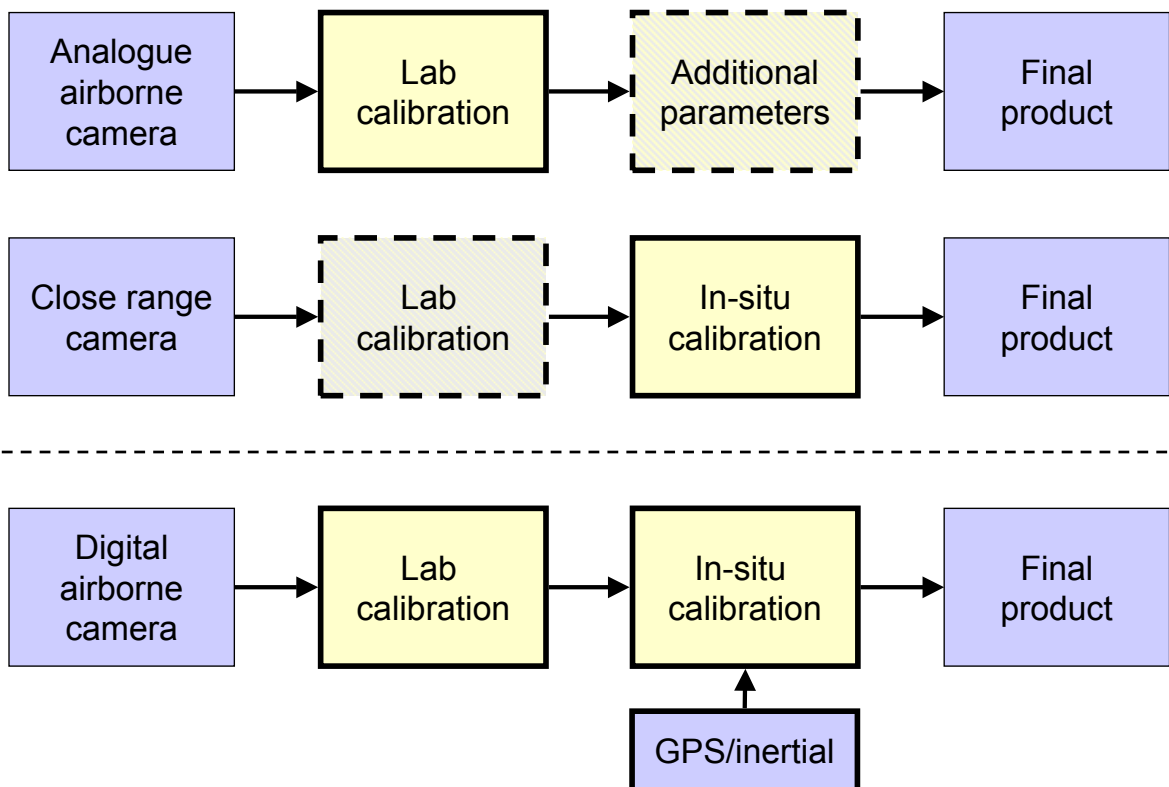 Analogue
airborne
camera
Lab
calibration
Additional
parameters
Final
product
Close range
camera
Lab
calibration
In-situ
calibration
Final
product
Digital
airborne
camera
Lab
calibration
In-situ
calibration
Final
product
GPS/inertial